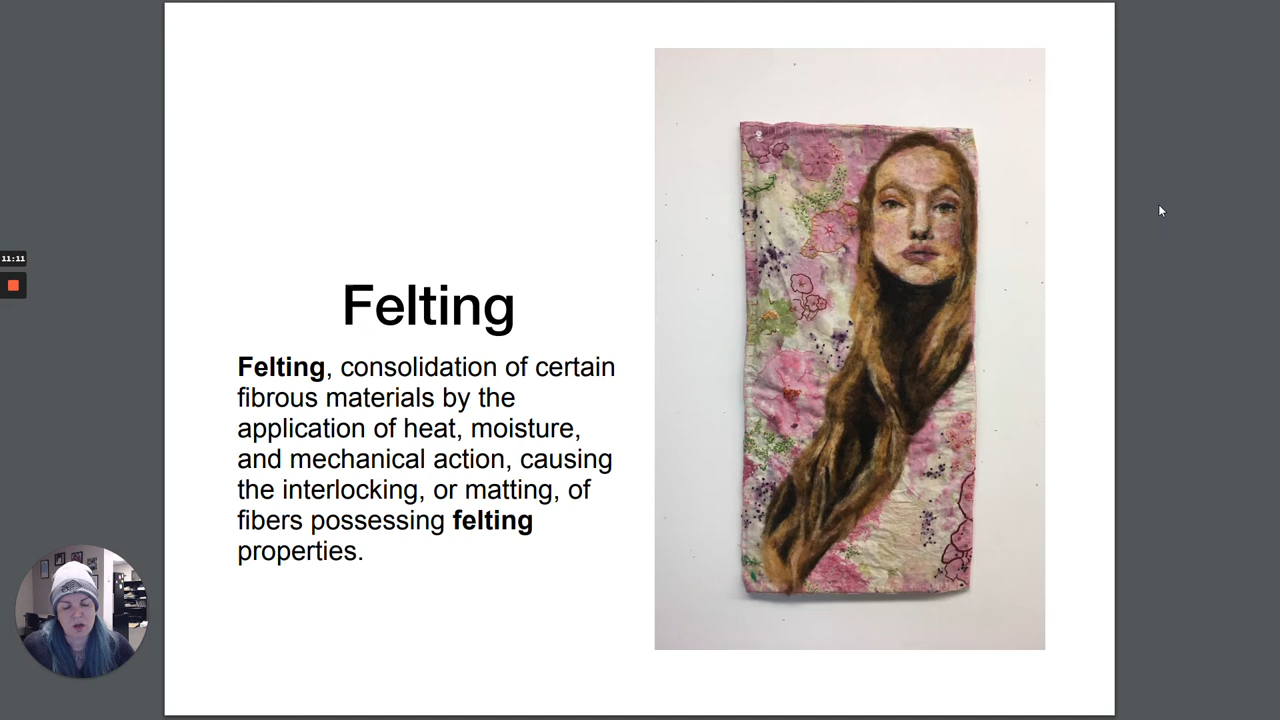 11:11
Felting
Felting, consolidation of certain
fibrous materials by the
application of heat, moisture,
and mechanical action, causing
the interlocking, or matting, of
fibers possessing felting
properties.